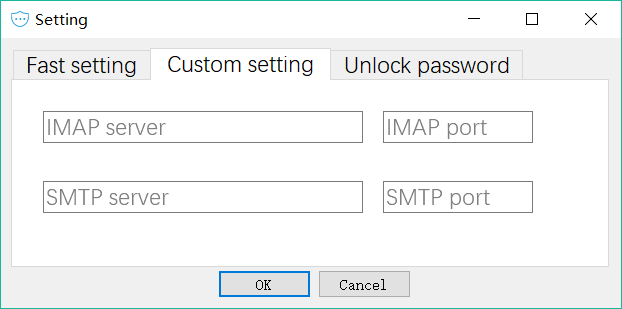 Setting
Fast setting Custom setting Unlock password
IMAP server IMAP port
SMTP server SMTP port
OK Cancel